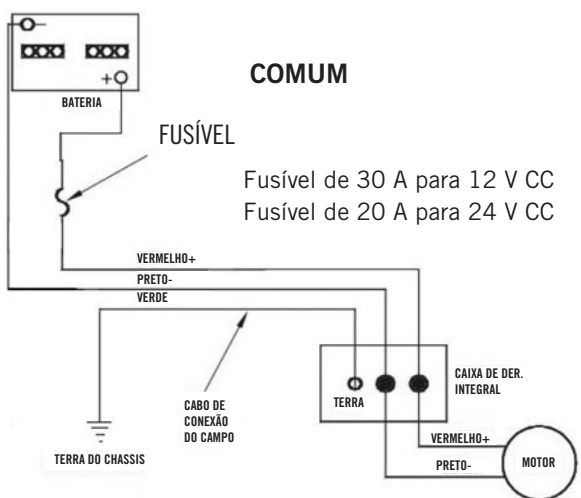 COMUM
+
BATERIA
FUSÍVEL
Fusível de 30 A para 12 V CC
Fusível de 20 A para 24 V CC
VERMELHO+
PRETO-
VERDE
CAIXA DE DER.
INTEGRAL
TERRA
CABO DE
CONEXÃO
DO CAMPO
TERRA DO CHASSIS
VERMELHO+
PRETO-
MOTOR